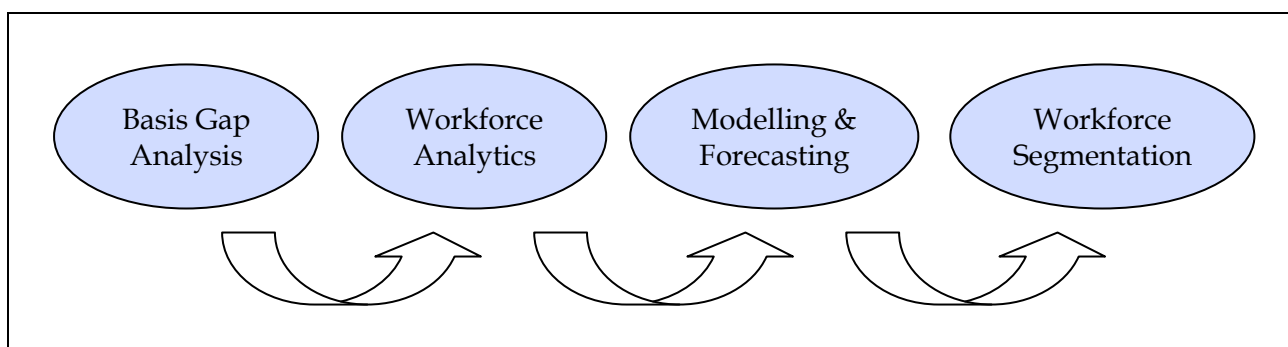 Basis Gap
Analysis
Workforce
Analytics
Modelling &
Forecasting
Workforce
Segmentation